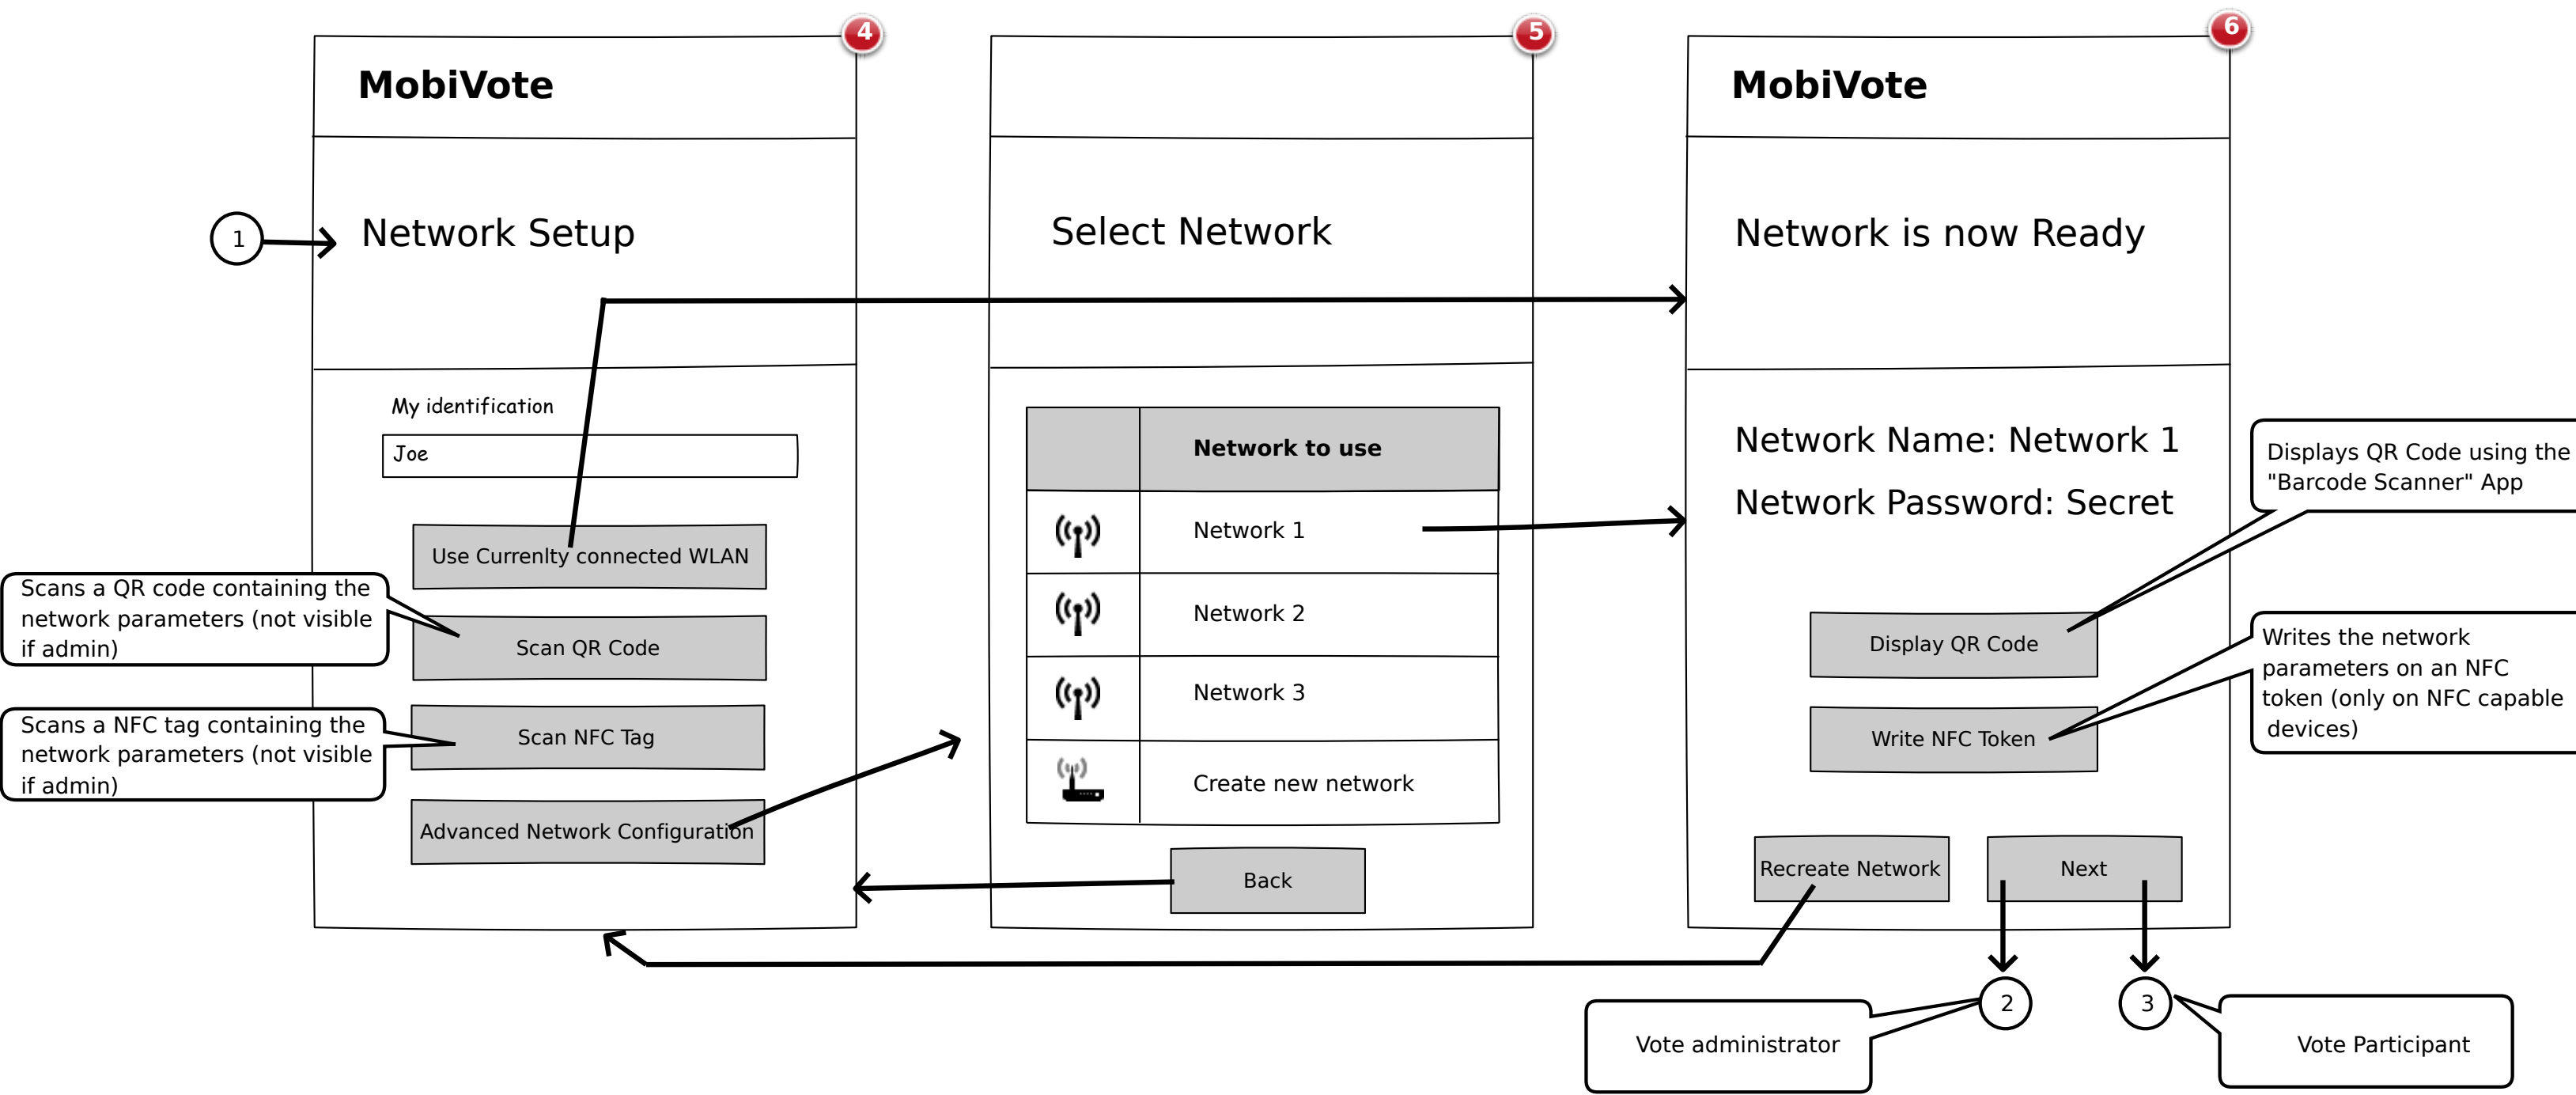 4
MobiVote
1
Network Setup
My identification
Joe
Use Currenlty connected WLAN
Scans a QR code containing the
network parameters (not visible
if admin)
Scan QR Code
Scans a NFC tag containing the
network parameters (not visible
if admin)
Scan NFC Tag
Advanced Network Configuration
5
Select Network
Network to use
Network 1
Network 2
Network 3
Create new network
Back
6
MobiVote
Network is now Ready
Network Name: Network 1
Network Password: Secret
Displays QR Code using the
"Barcode Scanner" App
Display QR Code
Writes the network
parameters on an NFC
token (only on NFC capable
devices)
Write NFC Token
Recreate Network
Next
2
3
Vote administrator
Vote Participant